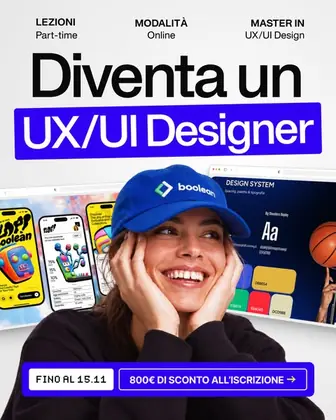 LEZIONI
Part-time
MODALITÀ
Online
MASTER IN
UX/UI Design
Diventa un
UX/UI Designer
boolean
DESIGN SYSTEM
Aa
FINO AL 15.11
800€ DI SCONTO ALL'ISCRIZIONE →